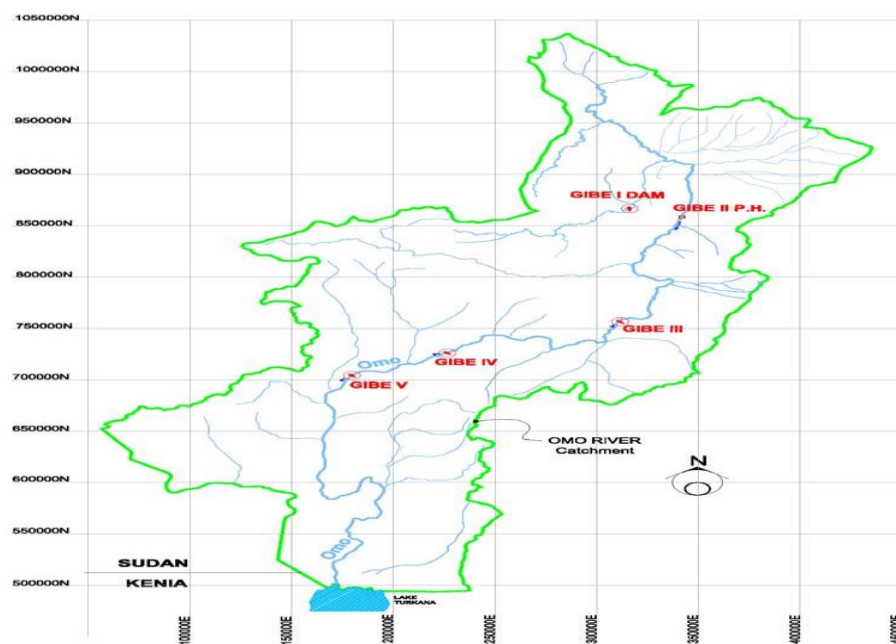 1050000N
1000000N
950000N
900000N
GIBE I DAM
GIBE II P.H.
850000N
800000N
750000N
GIBE III
Omo
GIBE IV
700000N
GIBE V
650000N
OMO RIVER
Catchment
N
600000N
550000N
Omo
SUDAN
KENIA
500000N
LAKE
TURKANA
100000E
150000E
200000E
250000E
300000E
350000E
400000E